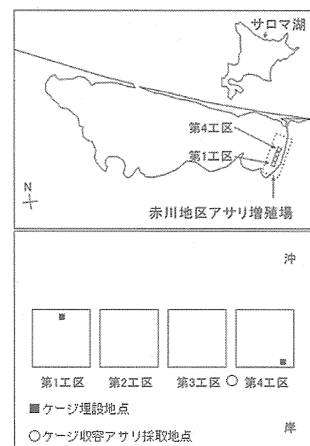 サロマ湖
第4工区
第1工区
N
赤川地区アサリ増殖場
沖
第1工区 第2工区 第3工区 第4工区
■ケージ埋設地点
○ケージ収容アサリ採取地点
岸